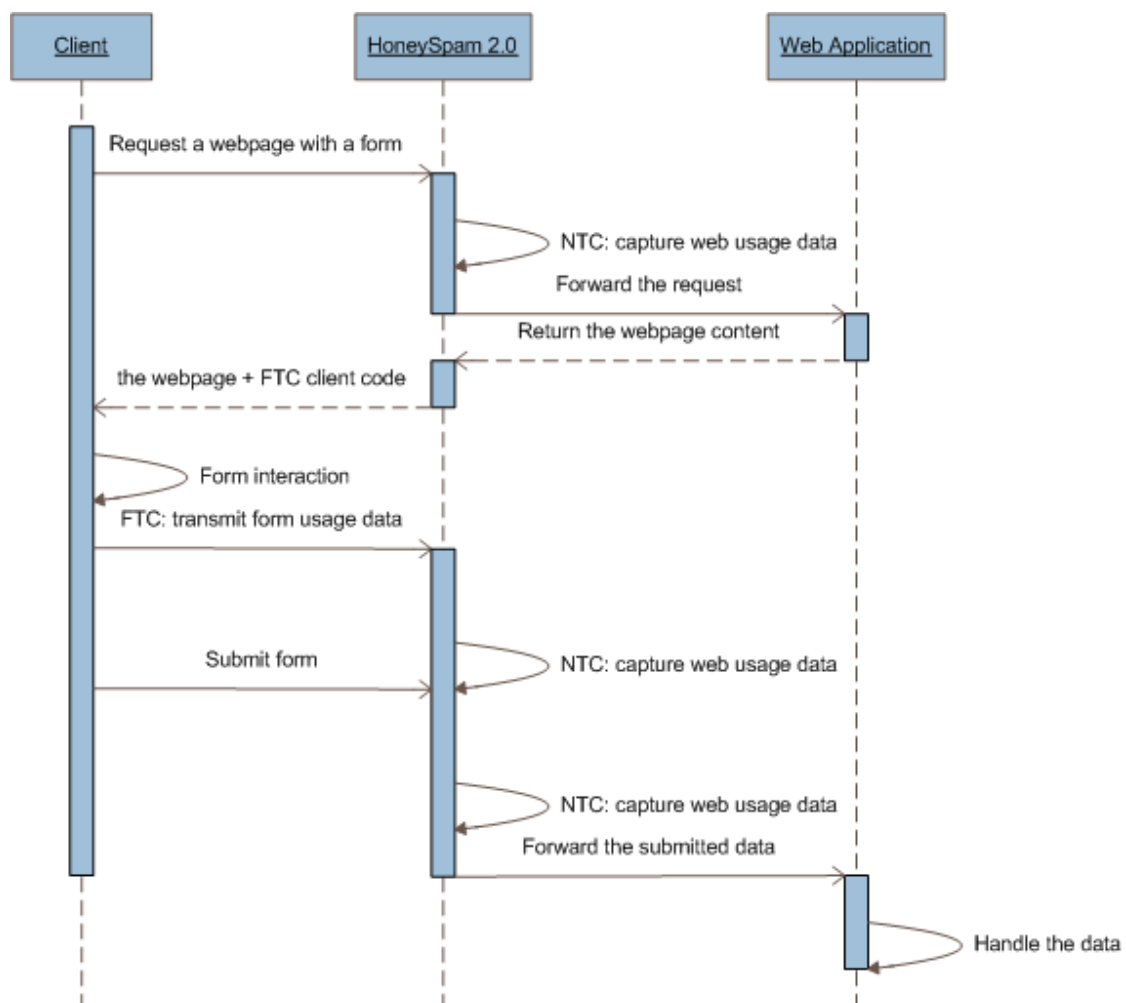 Client
HoneySpam 2.0
Web Application
Request a webpage with a form
NTC: capture web usage data
Forward the request
Return the webpage content
the webpage + FTC client code
Form interaction
FTC: transmit form usage data
Submit form
NTC: capture web usage data
NTC: capture web usage data
Forward the submitted data
Handle the data